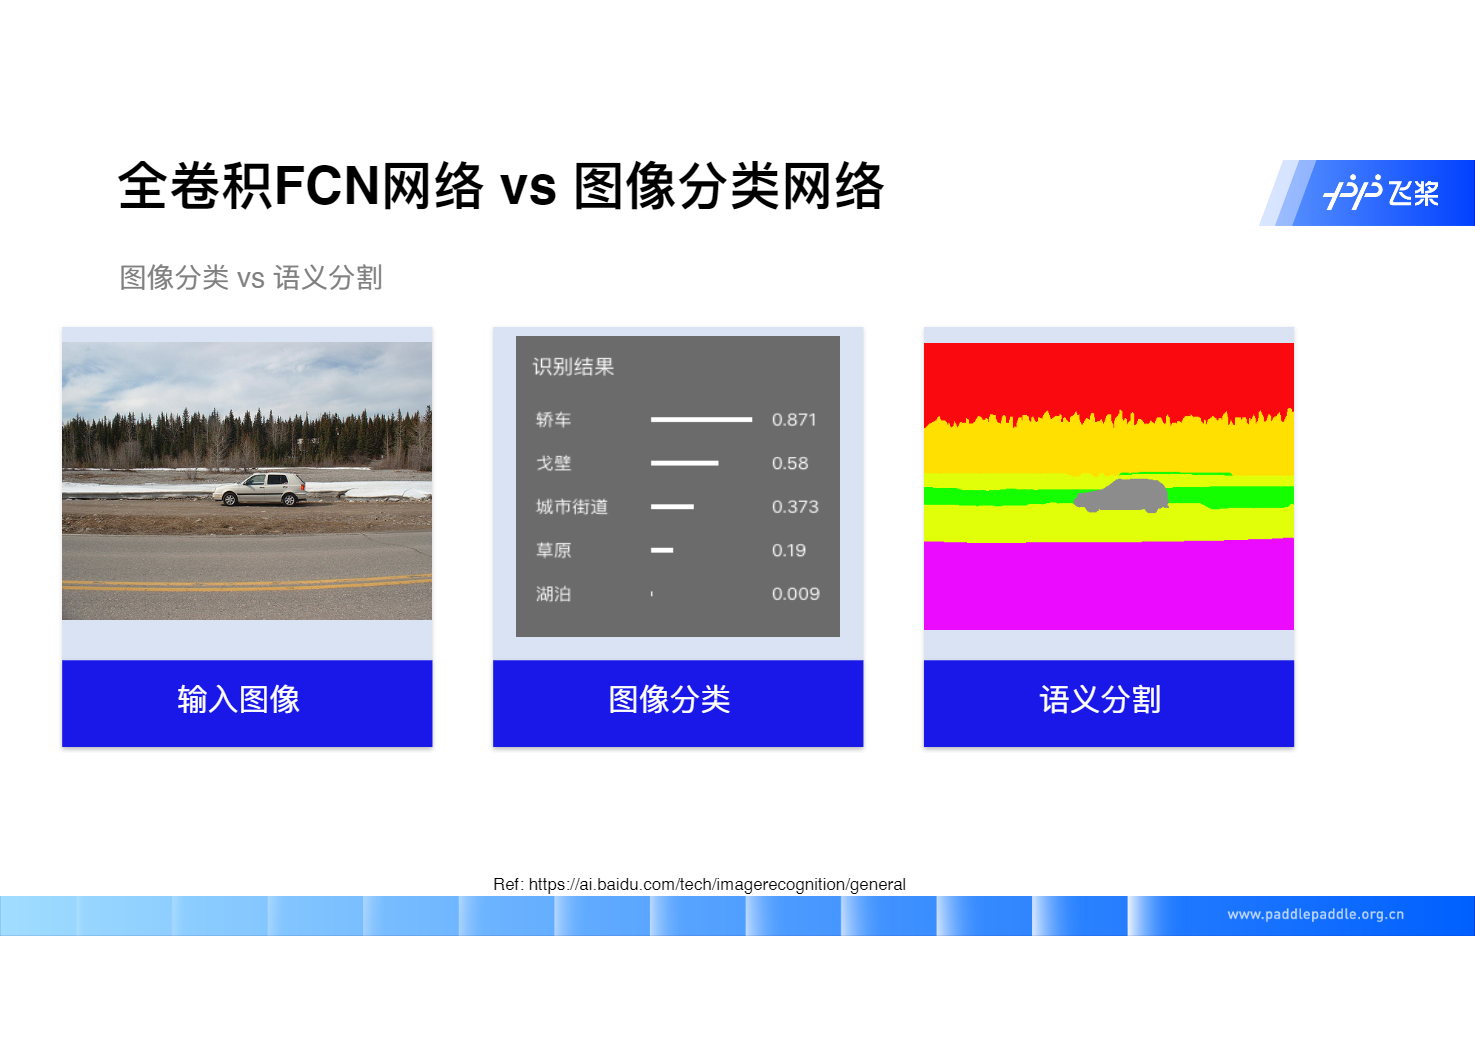 全卷积FCN网络 vs 图像分类网络
飞桨
图像分类 vs 语义分割
识别结果
轿车 0.871
戈壁 0.58
城市街道 0.373
草原 0.19
湖泊 0.009
输入图像
图像分类
语义分割
Ref: https://ai.baidu.com/tech/imagerecognition/general
www.paddlepaddle.org.cn